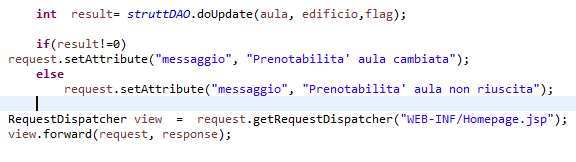 int result= struttDAO.doUpdate(aula, edificio,flag);
if(result!=0)
request.setAttribute("messaggio", "Prenotabilita' aula cambiata");
else
request.setAttribute("messaggio", "Prenotabilita' aula non riuscita");
RequestDispatcher view = request.getRequestDispatcher("WEB-INF/Homepage.jsp");
view.forward(request, response);